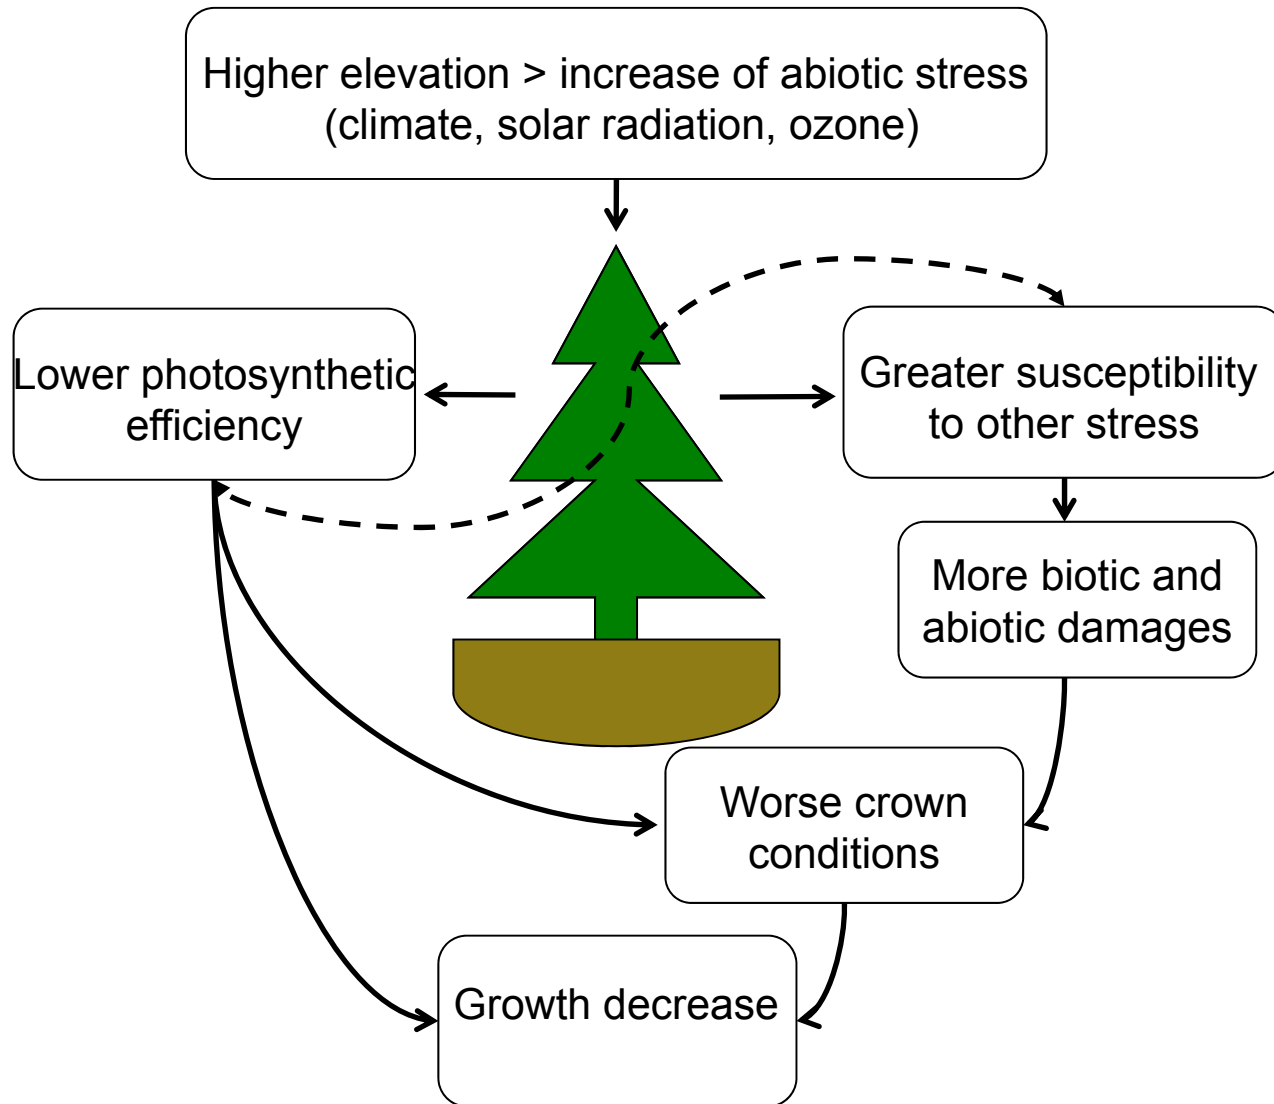 Higher elevation > increase of abiotic stress
(climate, solar radiation, ozone)
Lower photosynthetic
efficiency
Greater susceptibility
to other stress
More biotic and
abiotic damages
Worse crown
conditions
Growth decrease